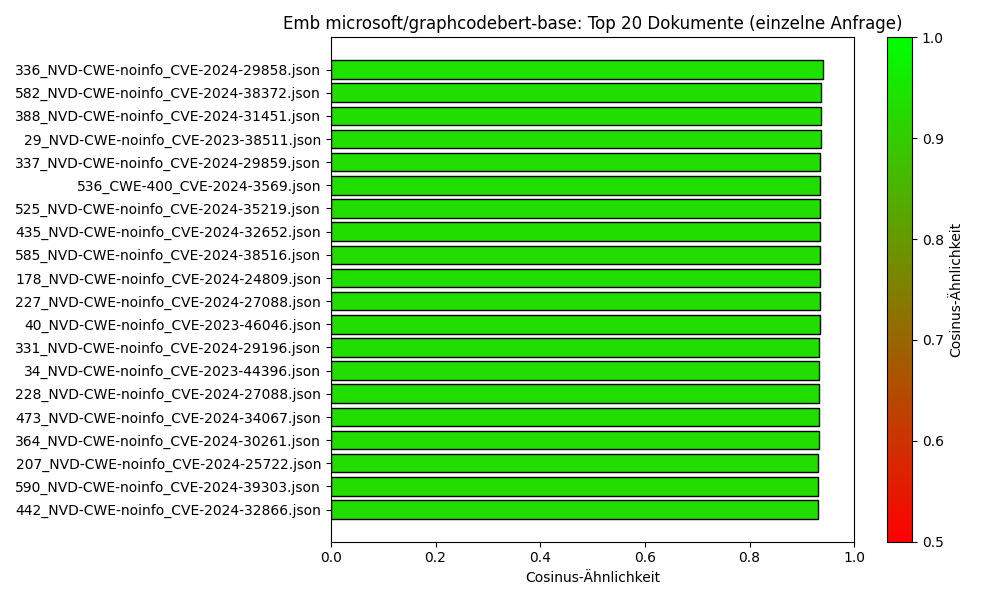 Emb microsoft/graphcodebert-base: Top 20 Dokumente (einzelne Anfrage)
336_NVD-CWE-noinfo_CVE-2024-29858.json
582_NVD-CWE-noinfo_CVE-2024-38372.json
388_NVD-CWE-noinfo_CVE-2024-31451.json
29_NVD-CWE-noinfo_CVE-2023-38511.json
337_NVD-CWE-noinfo_CVE-2024-29859.json
536_CWE-400_CVE-2024-3569.json
525_NVD-CWE-noinfo_CVE-2024-35219.json
435_NVD-CWE-noinfo_CVE-2024-32652.json
585_NVD-CWE-noinfo_CVE-2024-38516.json
178_NVD-CWE-noinfo_CVE-2024-24809.json
227_NVD-CWE-noinfo_CVE-2024-27088.json
40_NVD-CWE-noinfo_CVE-2023-46046.json
331_NVD-CWE-noinfo_CVE-2024-29196.json
34_NVD-CWE-noinfo_CVE-2023-44396.json
228_NVD-CWE-noinfo_CVE-2024-27088.json
473_NVD-CWE-noinfo_CVE-2024-34067.json
364_NVD-CWE-noinfo_CVE-2024-30261.json
207_NVD-CWE-noinfo_CVE-2024-25722.json
590_NVD-CWE-noinfo_CVE-2024-39303.json
442_NVD-CWE-noinfo_CVE-2024-32866.json
0.0 0.2 0.4 0.6 0.8 1.0
Cosinus-Ähnlichkeit
1.0
0.9
0.8
0.7
0.6
0.5
Cosinus-Ähnlichkeit